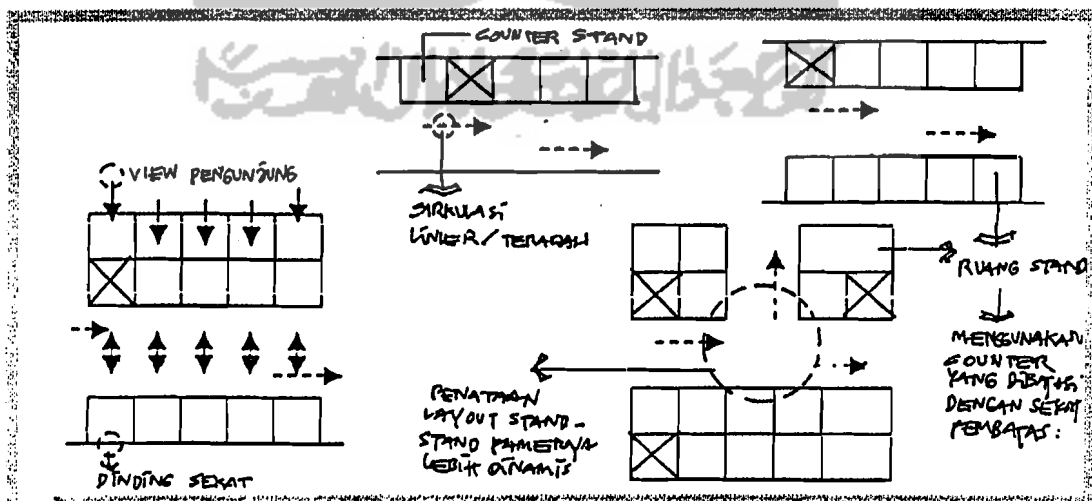 COUNTER STAND
VIEW PENGUNJUNG
SIRKULASI
LINIER / TERARAH
RUANG STAND
MENGGUNAKAN
COUNTER
YANG DIBATASI
DENGAN SEKAT
PEMBATAS.
PENATAAN
LAYOUT STAND-
STAND PAMERNYA
LEBIH DINAMIS
DINDING SEKAT